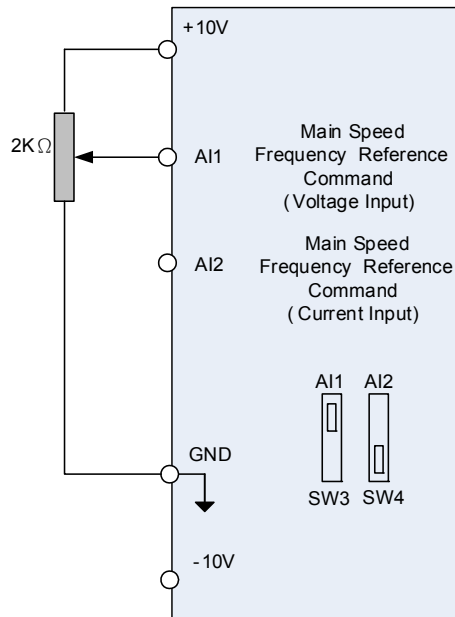 +10V
2KΩ
AI1
Main Speed
Frequency Reference
Command
(Voltage Input)
AI2
Main Speed
Frequency Reference
Command
(Current Input)
AI1 AI2
GND
SW3 SW4
-10V